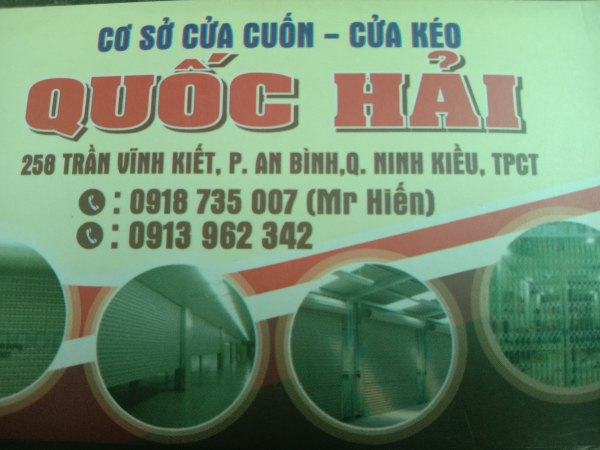 CƠ SỞ CỬA CUỐN – CỬA KÉO
QUỐC HẢI
258 TRẦN VĨNH KIẾT, P. AN BÌNH,Q. NINH KIỀU, TPCT
: 0918 735 007 (Mr Hiến)
: 0913 962 342